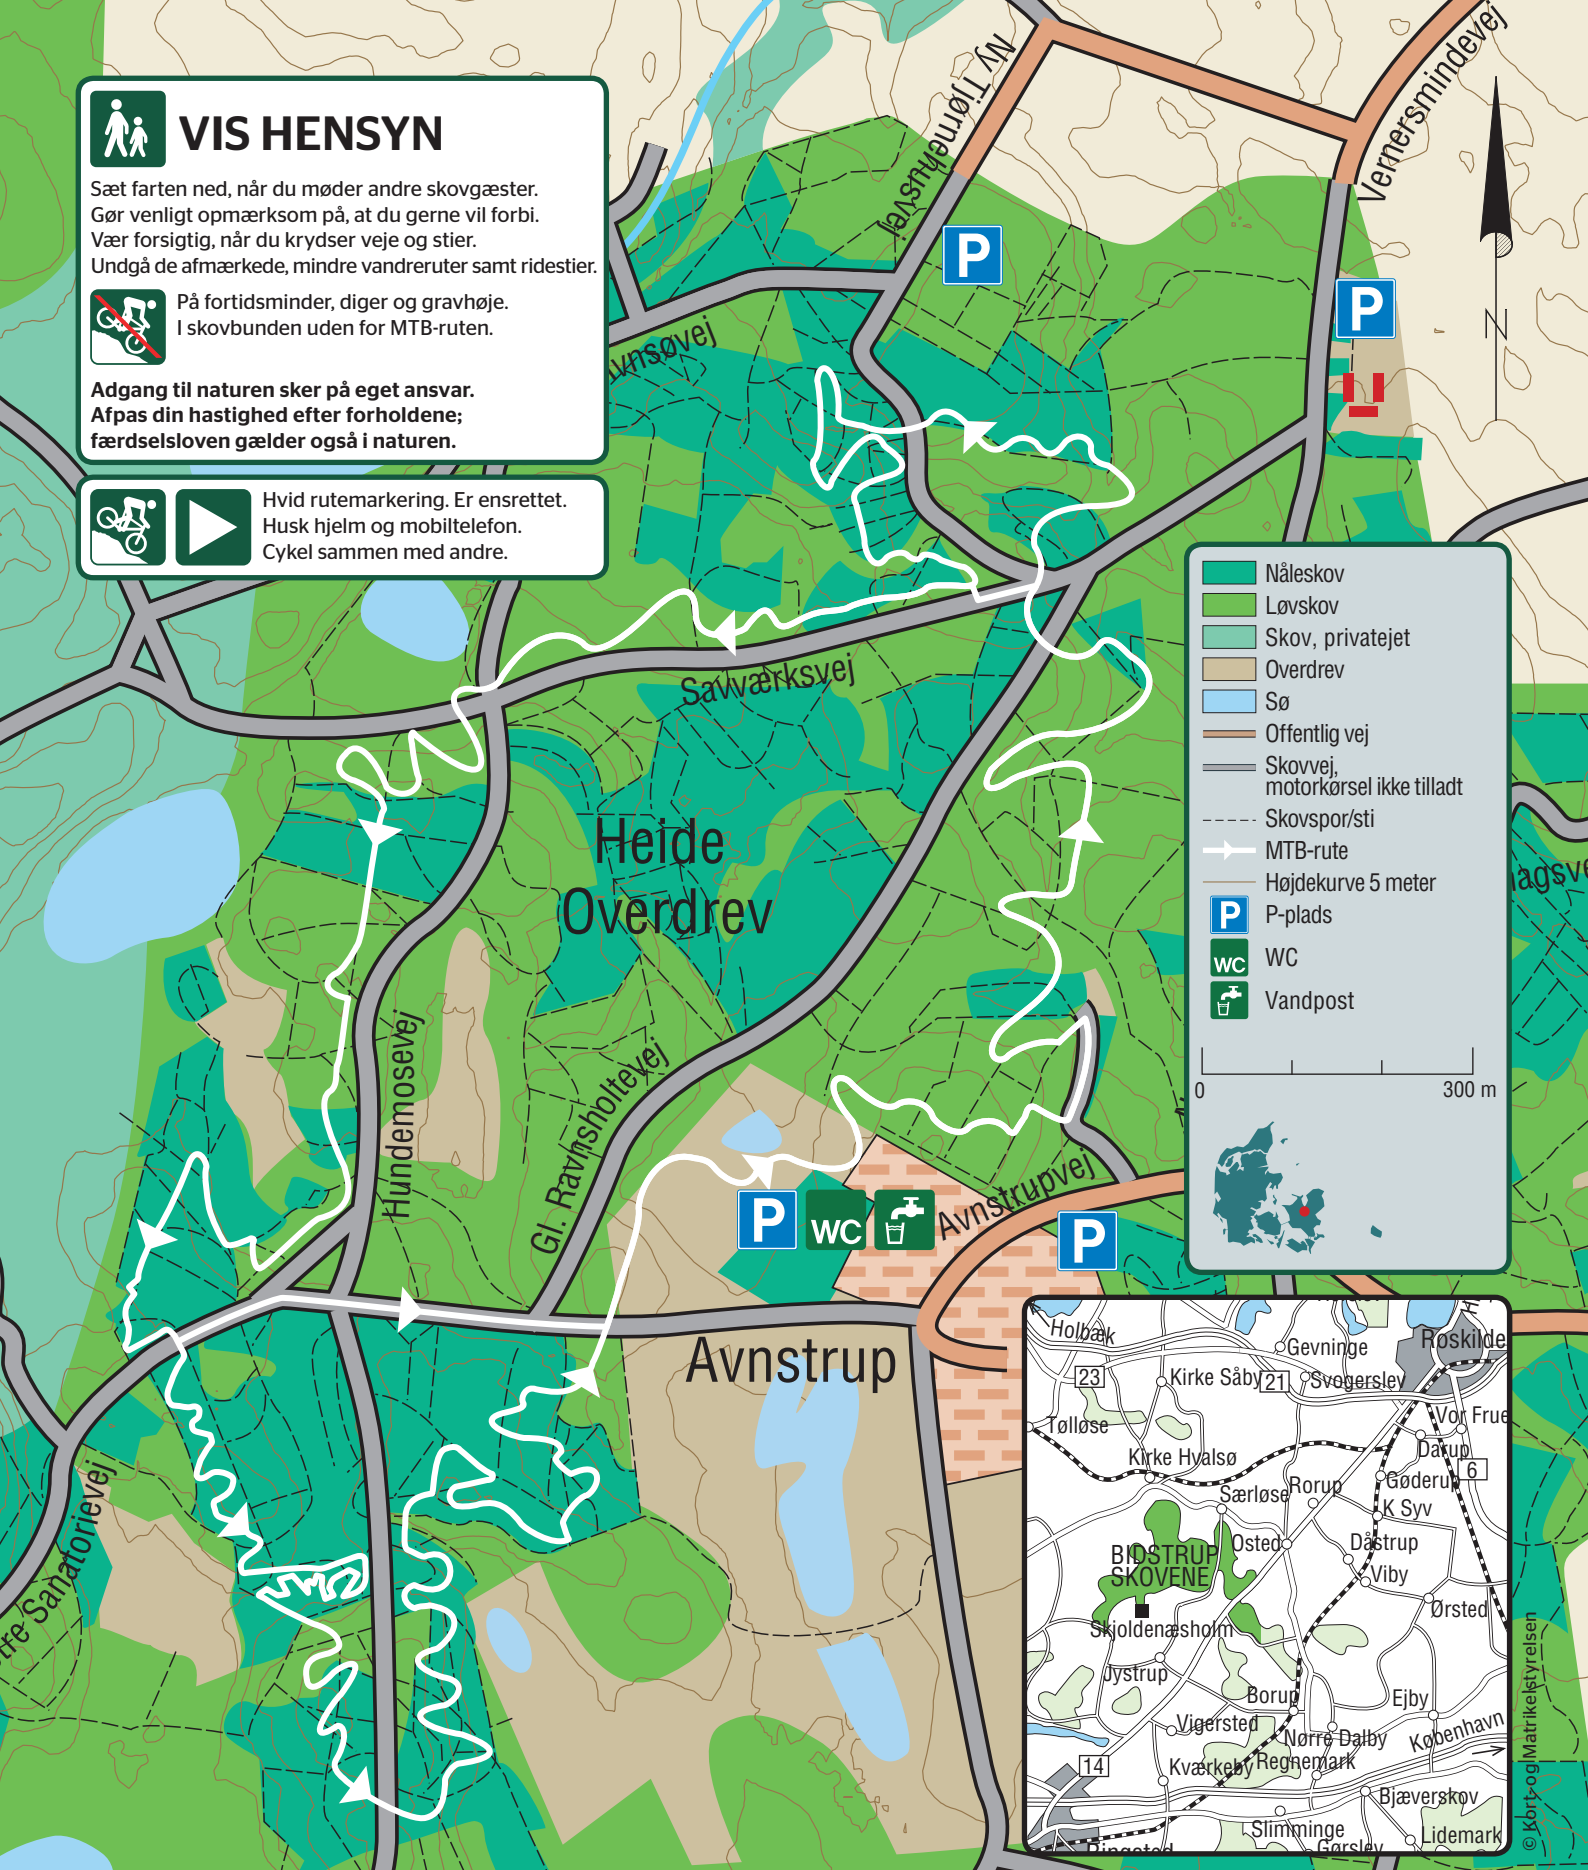 VIS HENSYN
Sæt farten ned, når du møder andre skovgæster.
Gør venligt opmærksom på, at du gerne vil forbi.
Vær forsigtig, når du krydser veje og stier.
Undgå de afmærkede, mindre vandreruter samt ridestier.
På fortidsminder, diger og gravhøje.
I skovbunden uden for MTB-ruten.
Adgang til naturen sker på eget ansvar.
Afpas din hastighed efter forholdene;
færdselsloven gælder også i naturen.
Hvid rutemarkering. Er ensrettet.
Husk hjelm og mobiltelefon.
Cykel sammen med andre.
Ny Tjørnehusvej
Vernersmindevej
P
P
N
vnsøvej
Savværksvej
Heide
Overdrev
Hundemosevej
Gl. Ravnsholtevej
Avnstrupvej
P
WC
P
Avnstrup
tre Sanatorievej
agsve
Nåleskov
Løvskov
Skov, privatejet
Overdrev
Sø
Offentlig vej
Skovvej,
motorkørsel ikke tilladt
Skovspor/sti
MTB-rute
Højdekurve 5 meter
P P-plads
WC WC
Vandpost
0 300 m
Holbæk
Gevninge
Roskilde
23
Kirke Såby
21
Svogerslev
Tølløse
Vor Frue
Darup
Kirke Hvalsø
Gøderup
6
Særløse
Rorup
K Syv
Osted
Dåstrup
BIDSTRUP
SKOVENE
Viby
Ørsted
Skjoldenæsholm
Jystrup
Borup
Ejby
Vigersted
Nørre Dalby
København
14
Kværkeby
Regnemark
Bjæverskov
Slimminge
Lidemark
Ringsted
Gørslev
© Kort- og Matrikelstyrelsen